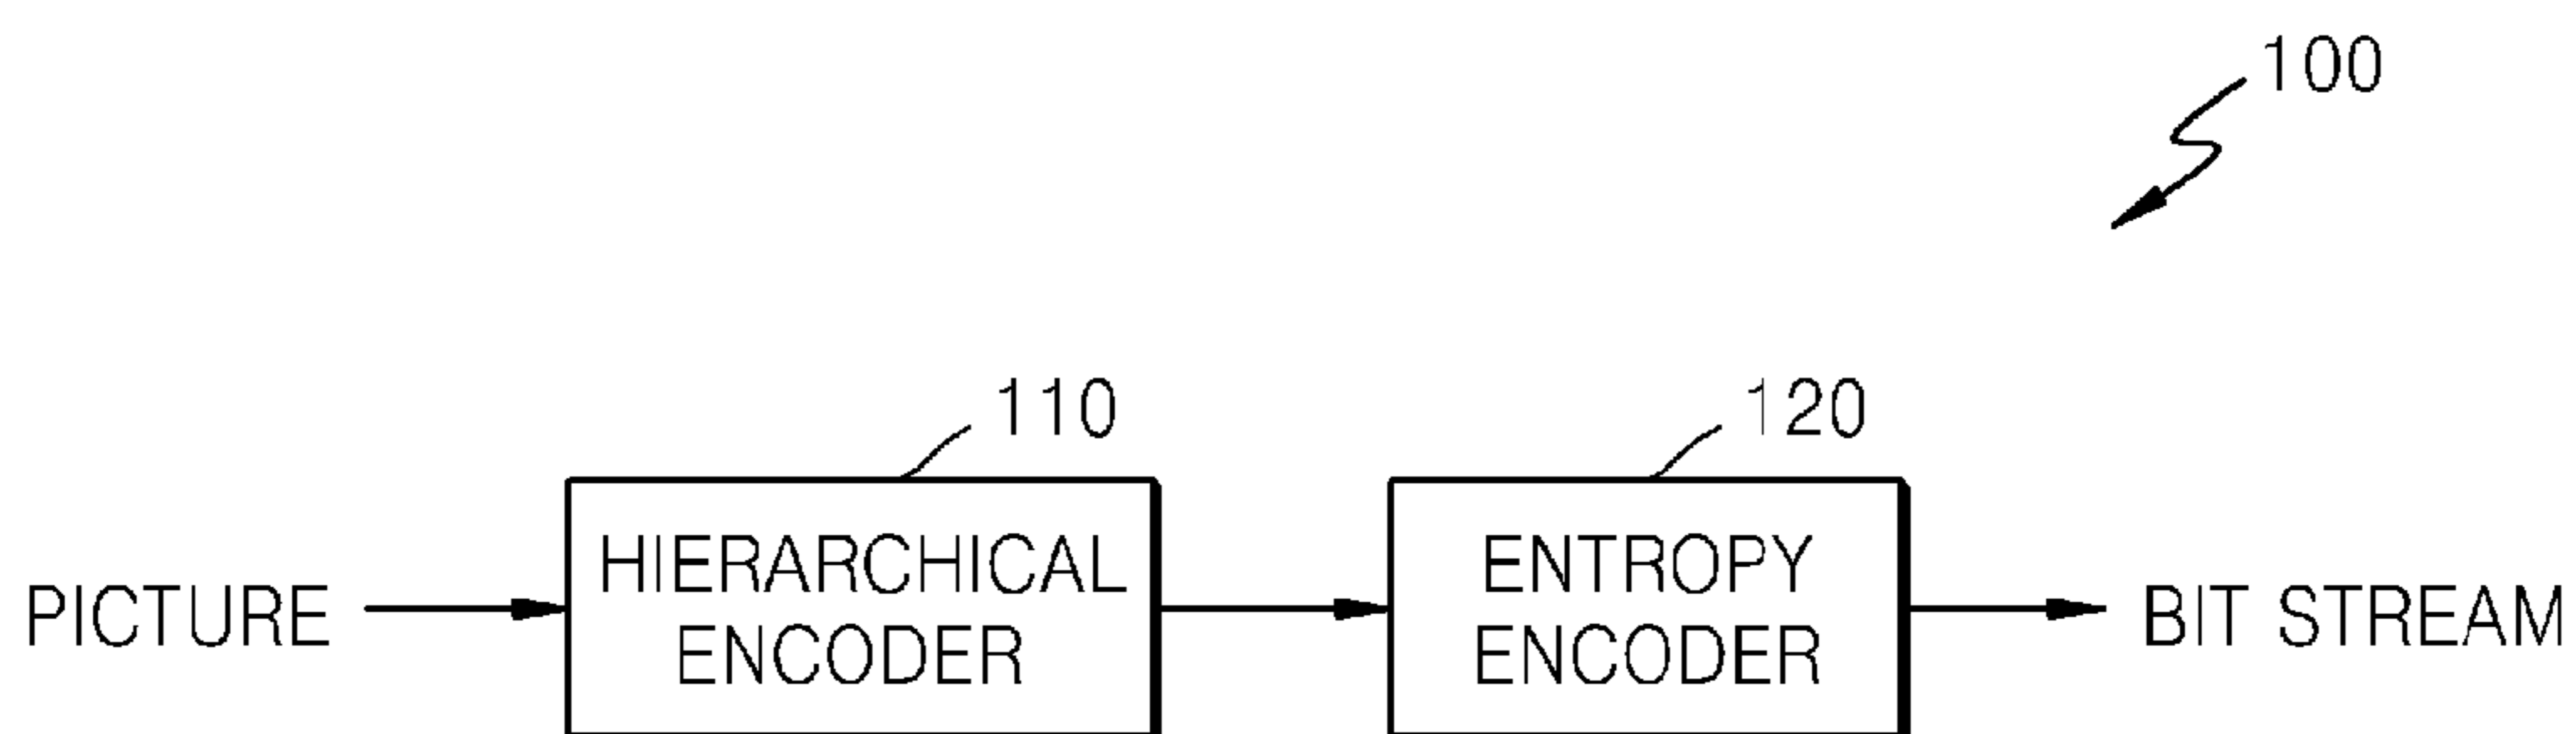 100
110
120
PICTURE
HIERARCHICAL
ENCODER
ENTROPY
ENCODER
BIT STREAM